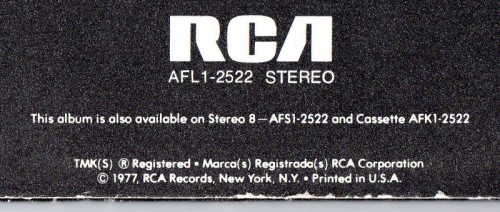 RCA
AFL1-2522 STEREO
This album is also available on Stereo 8—AFS1-2522 and Cassette AFK1-2522
TMK(S) ® Registered • Marca(s) Registrada(s) RCA Corporation
© 1977, RCA Records, New York, N.Y. • Printed in U.S.A.